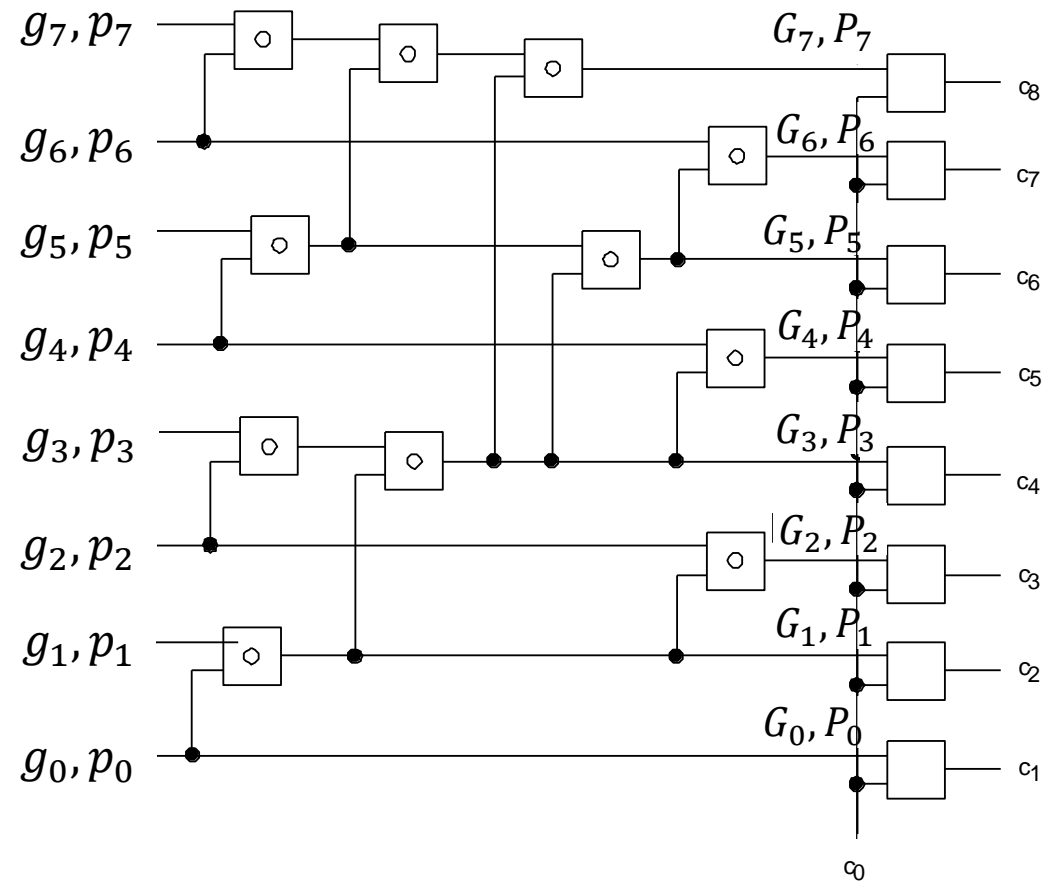 g₇, p₇
G₇, P₇
c₈
g₆, p₆
G₆, P₆
c₇
g₅, p₅
G₅, P₅
c₆
g₄, p₄
G₄, P₄
c₅
g₃, p₃
G₃, P₃
c₄
g₂, p₂
G₂, P₂
c₃
g₁, p₁
G₁, P₁
c₂
g₀, p₀
G₀, P₀
c₁
c₀